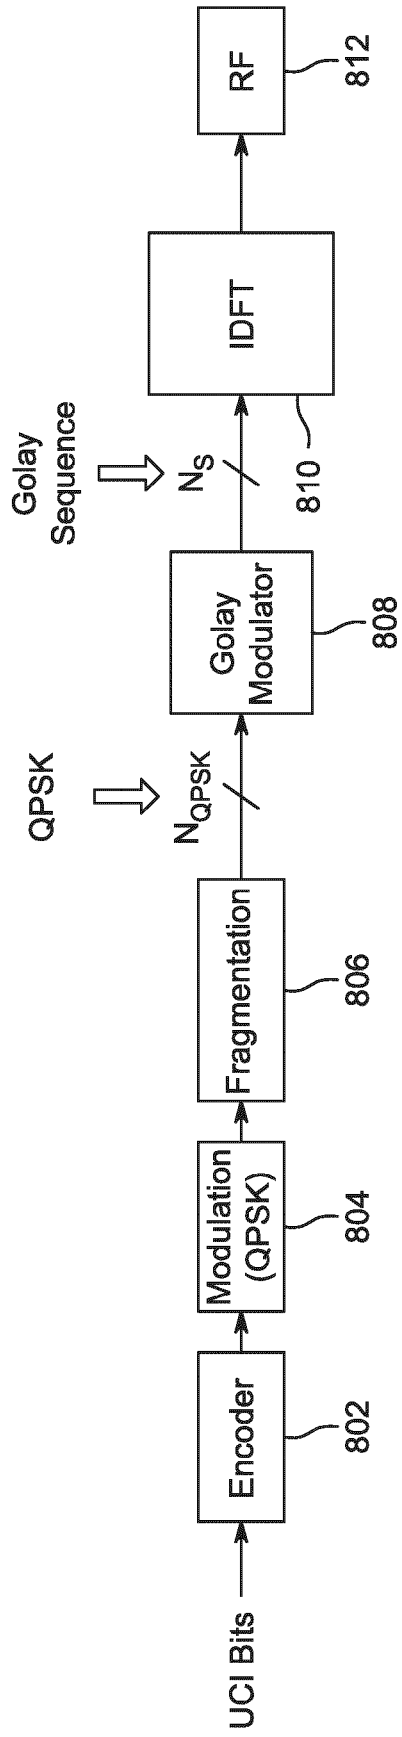 UCI Bits
Encoder
802
Modulation
(QPSK)
804
Fragmentation
806
QPSK
N_QPSK
Golay
Modulator
808
Golay
Sequence
N_S
IDFT
810
RF
812